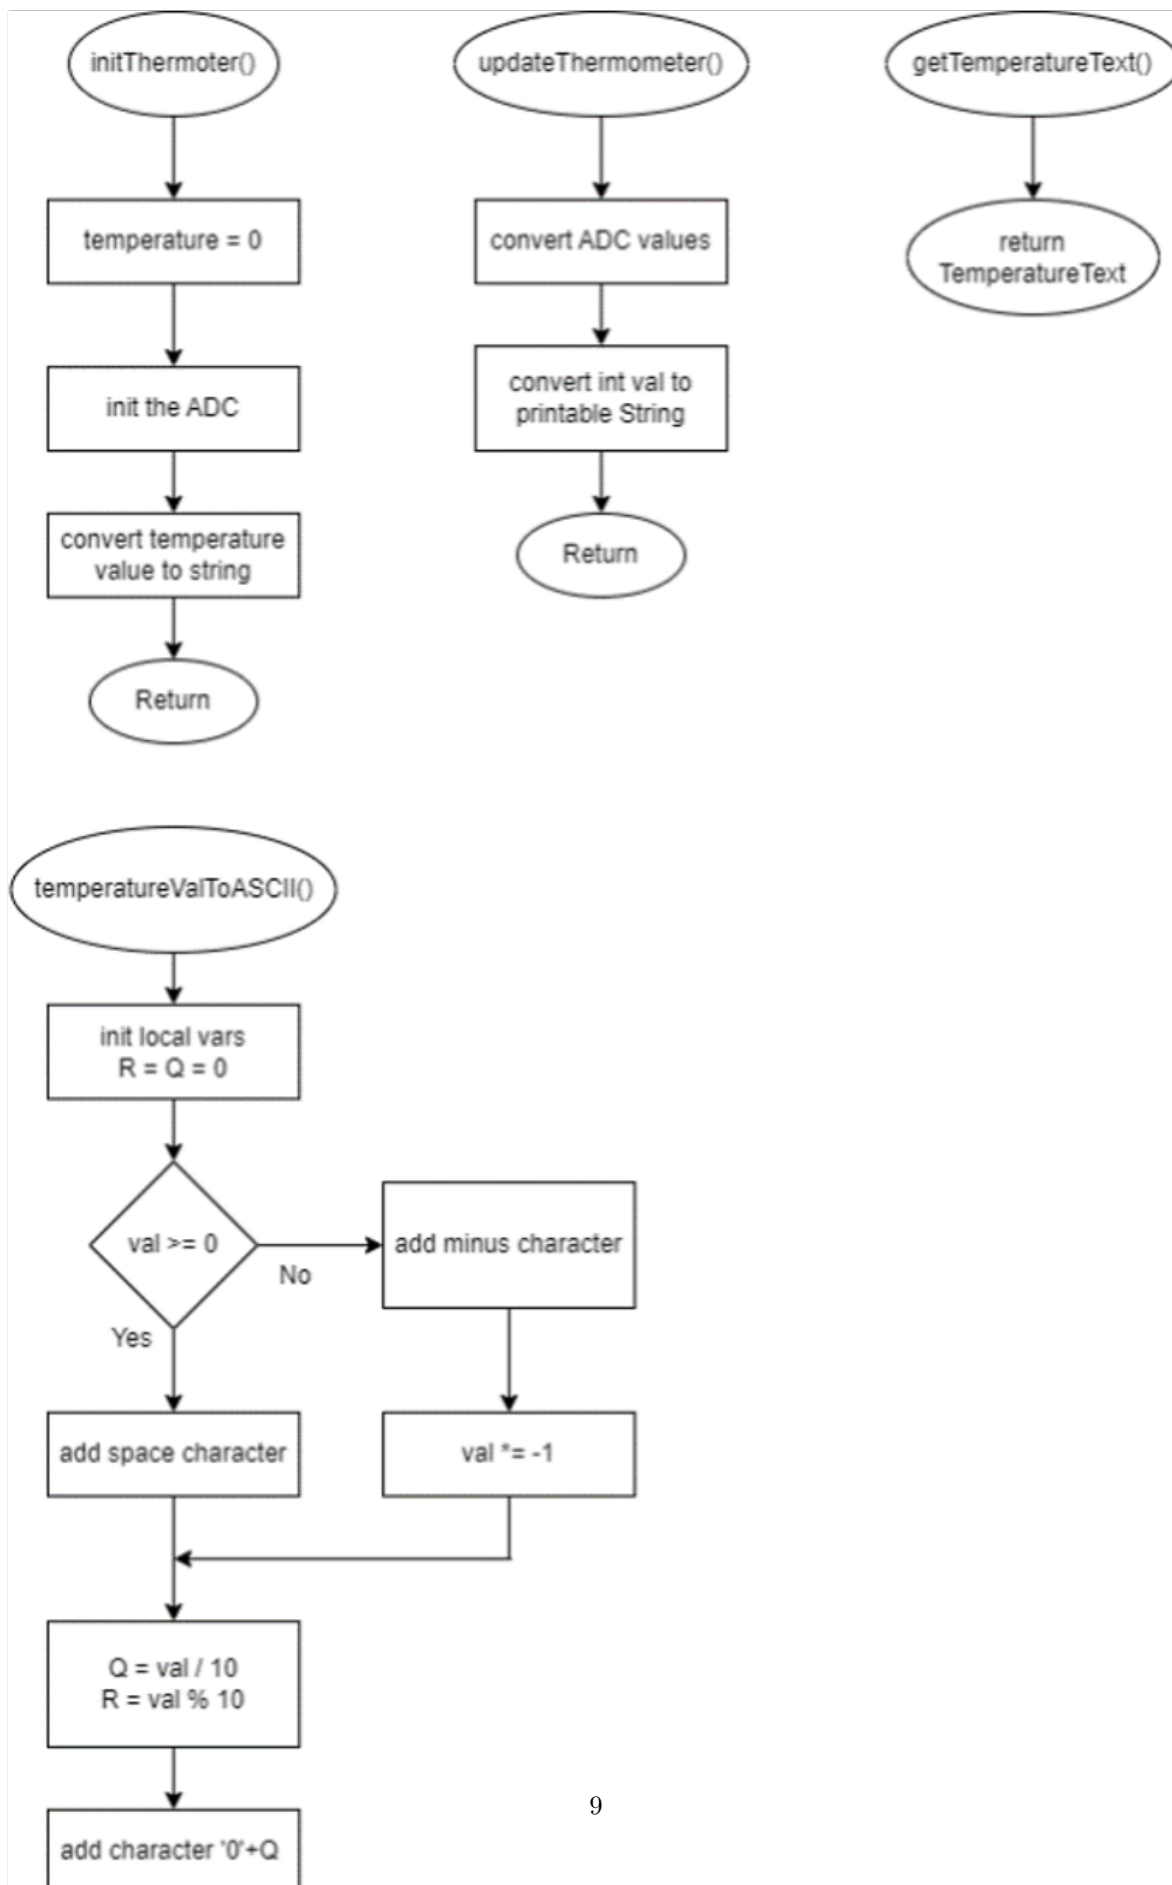 initThermoter()
temperature = 0
init the ADC
convert temperature
value to string
Return
updateThermometer()
convert ADC values
convert int val to
printable String
Return
getTemperatureText()
return
TemperatureText
temperatureValToASCII()
init local vars
R = Q = 0
val >= 0
No
Yes
add minus character
val *= -1
add space character
Q = val / 10
R = val % 10
add character '0'+Q
9